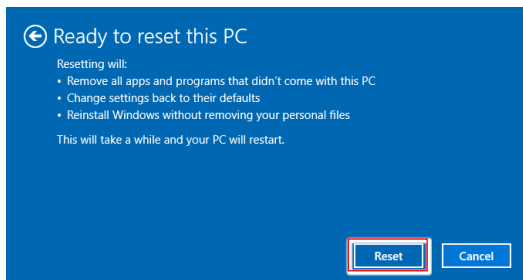 Ready to reset this PC
Resetting will:
• Remove all apps and programs that didn't come with this PC
• Change settings back to their defaults
• Reinstall Windows without removing your personal files
This will take a while and your PC will restart.
Reset Cancel